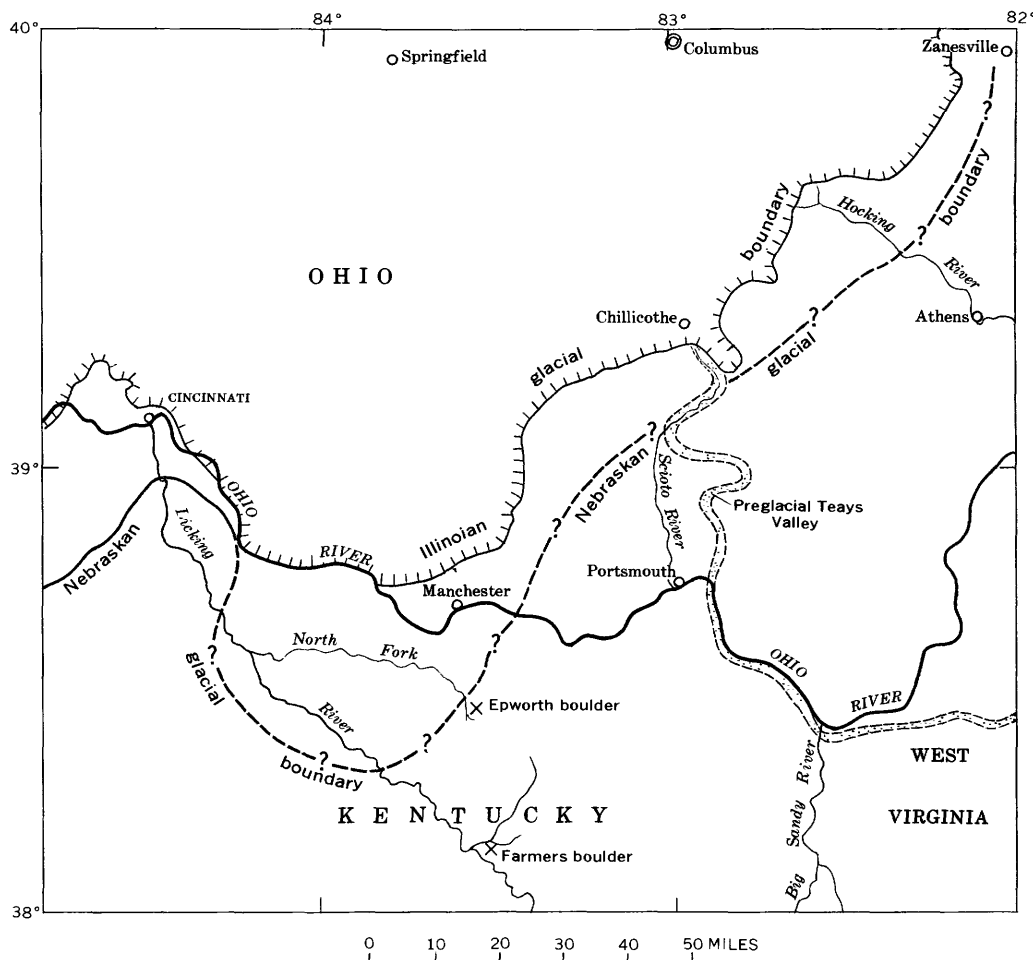 84°
83°
82°
40°
Springfield
Columbus
Zanesville
?
boundary
boundary
Hocking
River
?
OHIO
Athens
Chillicothe
?
glacial
glacial
CINCINNATI
?
Nebraskan
39°
OHIO
Scioto River
Preglacial Teays
Valley
Licking
Illinoian
?
Nebraskan
RIVER
Portsmouth
Manchester
North
Fork
?
?
glacial
OHIO
River
Epworth boulder
RIVER
?
?
boundary
WEST
VIRGINIA
KENTUCKY
Big Sandy River
Farmers boulder
38°
0 10 20 30 40 50 MILES